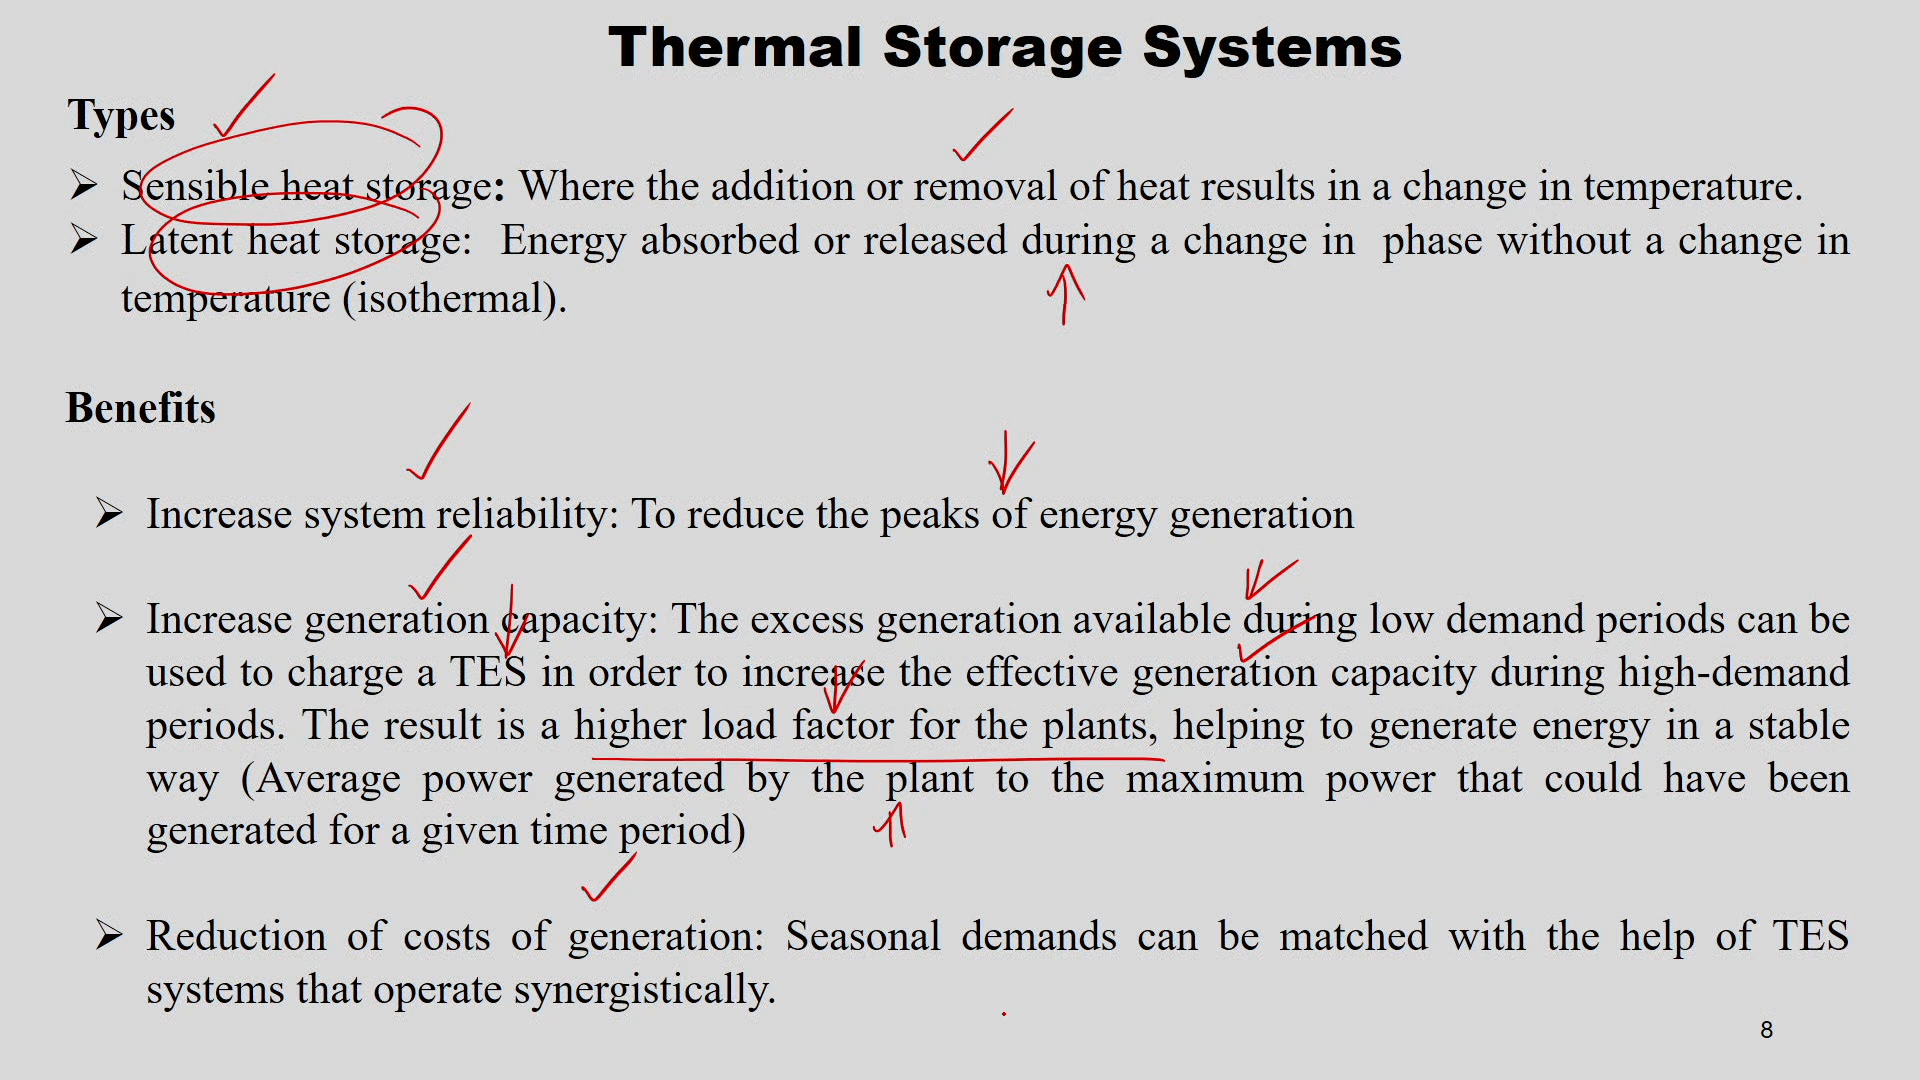 Thermal Storage Systems
Types
➢ Sensible heat storage: Where the addition or removal of heat results in a change in temperature.
➢ Latent heat storage: Energy absorbed or released during a change in phase without a change in
temperature (isothermal).
Benefits
➢ Increase system reliability: To reduce the peaks of energy generation
➢ Increase generation capacity: The excess generation available during low demand periods can be
used to charge a TES in order to increase the effective generation capacity during high-demand
periods. The result is a higher load factor for the plants, helping to generate energy in a stable
way (Average power generated by the plant to the maximum power that could have been
generated for a given time period)
➢ Reduction of costs of generation: Seasonal demands can be matched with the help of TES
systems that operate synergistically.
8